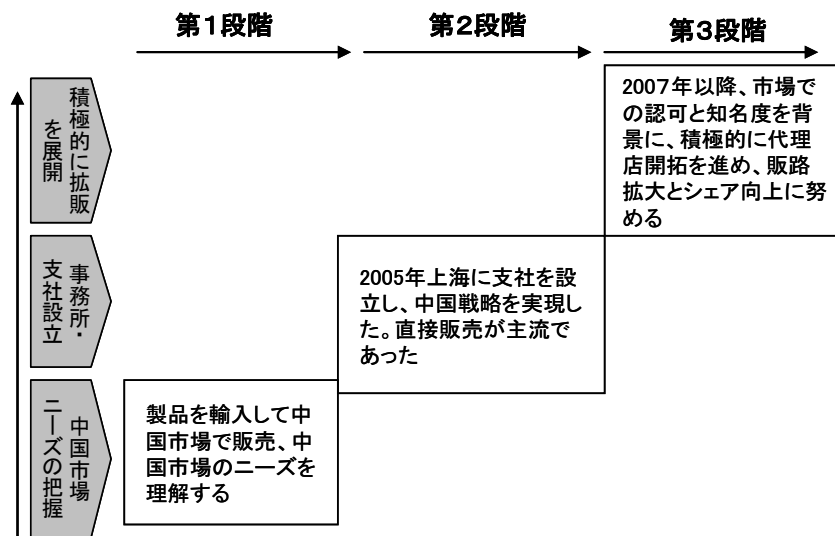 第1段階
第2段階
第3段階
積極的に拡販
を展開
2007年以降、市場で
の認可と知名度を背
景に、積極的に代理
店開拓を進め、販路
拡大とシェア向上に努
める
事務所・
支社設立
2005年上海に支社を設
立し、中国戦略を実現し
た。直接販売が主流で
あった
中国市場
ニーズの把握
製品を輸入して中
国市場で販売、中
国市場のニーズを
理解する